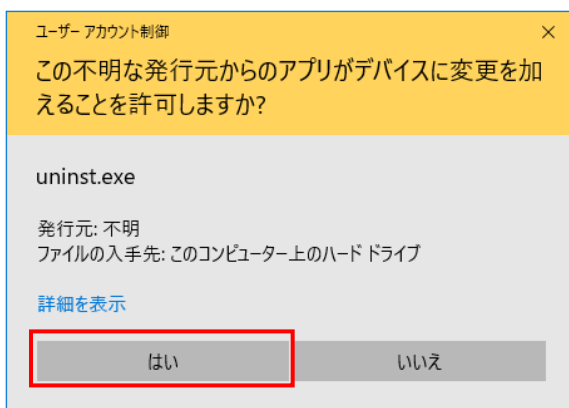 ユーザー アカウント制御
この不明な発行元からのアプリがデバイスに変更を加
えることを許可しますか?
uninst.exe
発行元: 不明
ファイルの入手先: このコンピューター上のハード ドライブ
詳細を表示
はい
いいえ